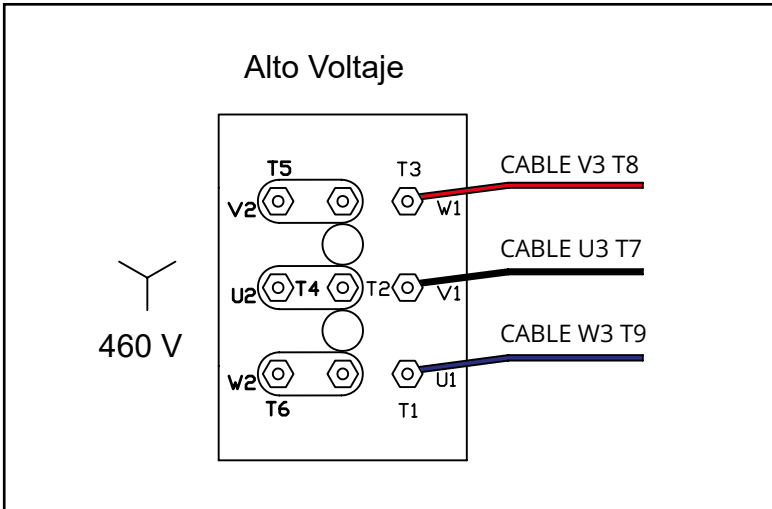 Alto Voltaje
T5
T3
CABLE V3 T8
V2
W1
CABLE U3 T7
U2
T4
T2
V1
460 V
CABLE W3 T9
W2
U1
T6
T1